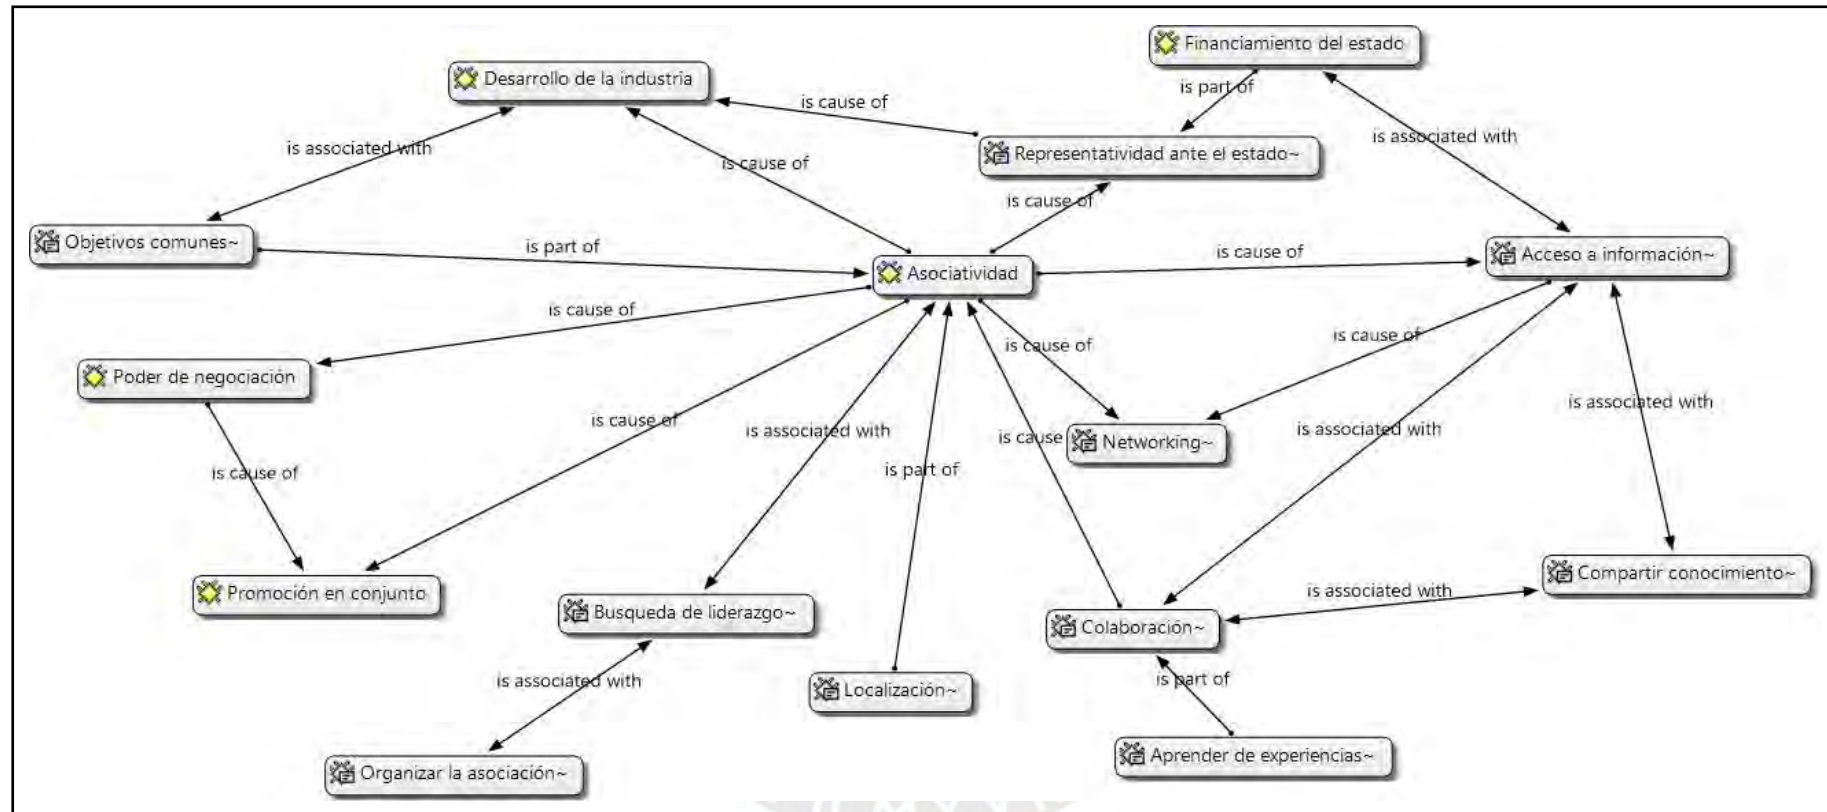 Financiamiento del estado
Desarrollo de la industria
is part of
is cause of
is associated with
is associated with
Representatividad ante el estado~
is cause of
is cause of
Objetivos comunes~
is part of
is cause of
Acceso a información~
Asociatividad
is cause of
is cause of
is cause of
Poder de negociación
is associated with
is cause of
is associated with
is associated with
is cause
Networking~
is cause of
is part of
Compartir conocimiento~
Promoción en conjunto
is associated with
Busqueda de liderazgo~
Colaboración~
is associated with
is part of
Localización~
Aprender de experiencias~
Organizar la asociación~